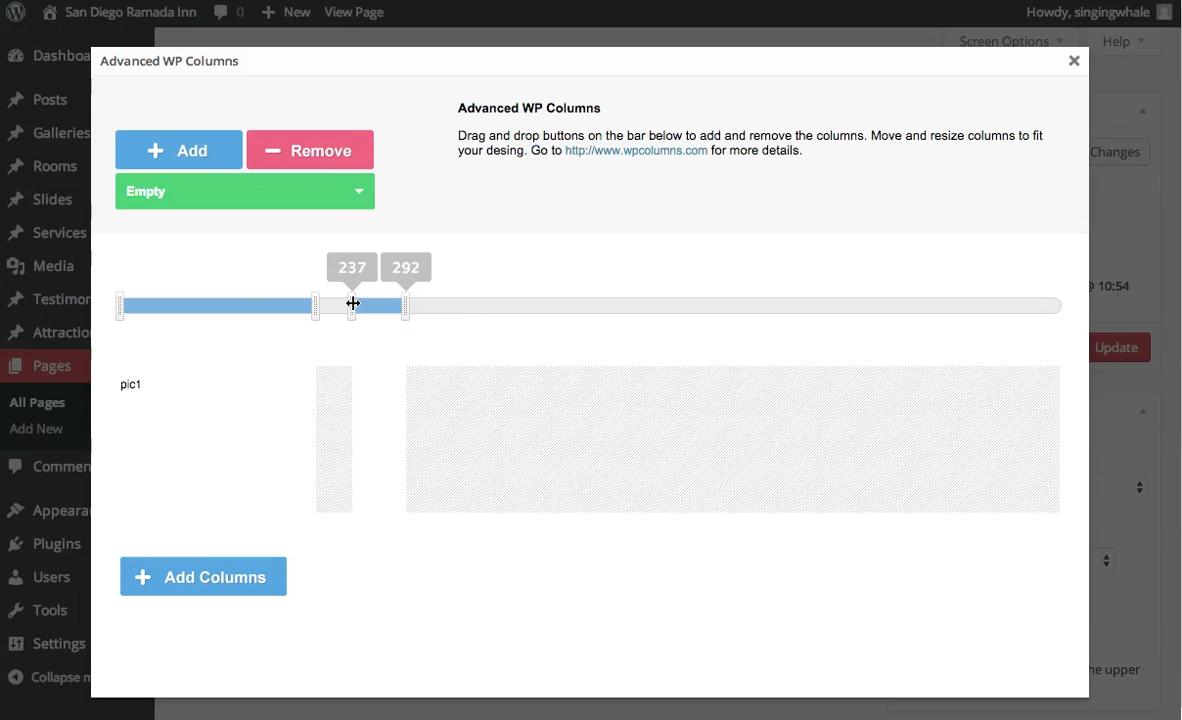 San Diego Ramada Inn 0 New View Page Howdy, singingwhale
Screen Options Help
Advanced WP Columns
Advanced WP Columns
Drag and drop buttons on the bar below to add and remove the columns. Move and resize columns to fit
your desing. Go to http://www.wpcolumns.com for more details.
Add
Remove
Empty
237 292
pic1
Add Columns
Dashboa
Posts
Galleries
Rooms
Slides
Services
Media
Testimor
Attractio
Pages
All Pages
Add New
Commen
Appeara
Plugins
Users
Tools
Settings
Collapse m
Changes
10:54
Update
he upper